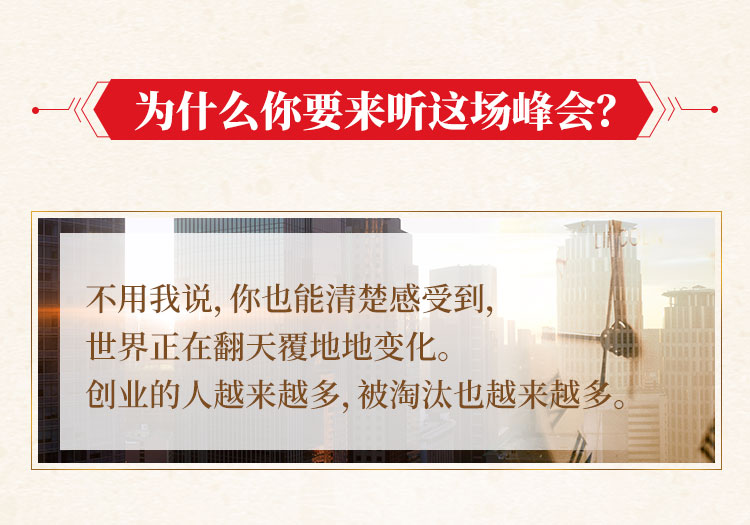 为什么你要来听这场峰会?
不用我说, 你也能清楚感受到,
世界正在翻天覆地地变化。
创业的人越来越多, 被淘汰也越来越多。